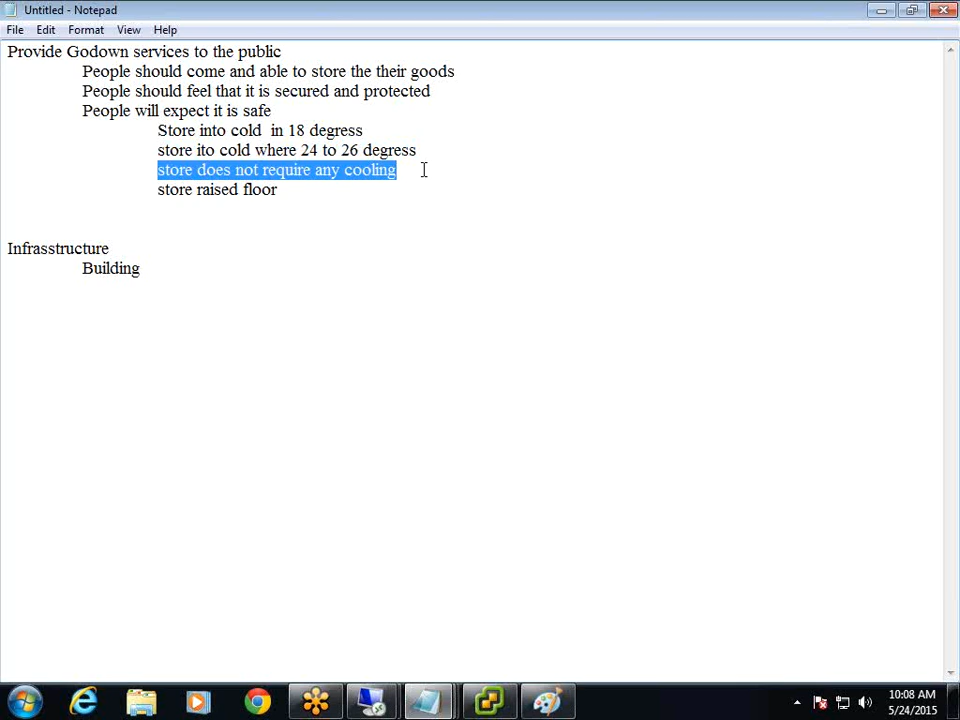 Untitled - Notepad
File Edit Format View Help
Provide Godown services to the public
People should come and able to store the their goods
People should feel that it is secured and protected
People will expect it is safe
Store into cold  in 18 degress
store ito cold where 24 to 26 degress
store does not require any cooling
store raised floor
Infrasstructure
Building
10:08 AM
5/24/2015